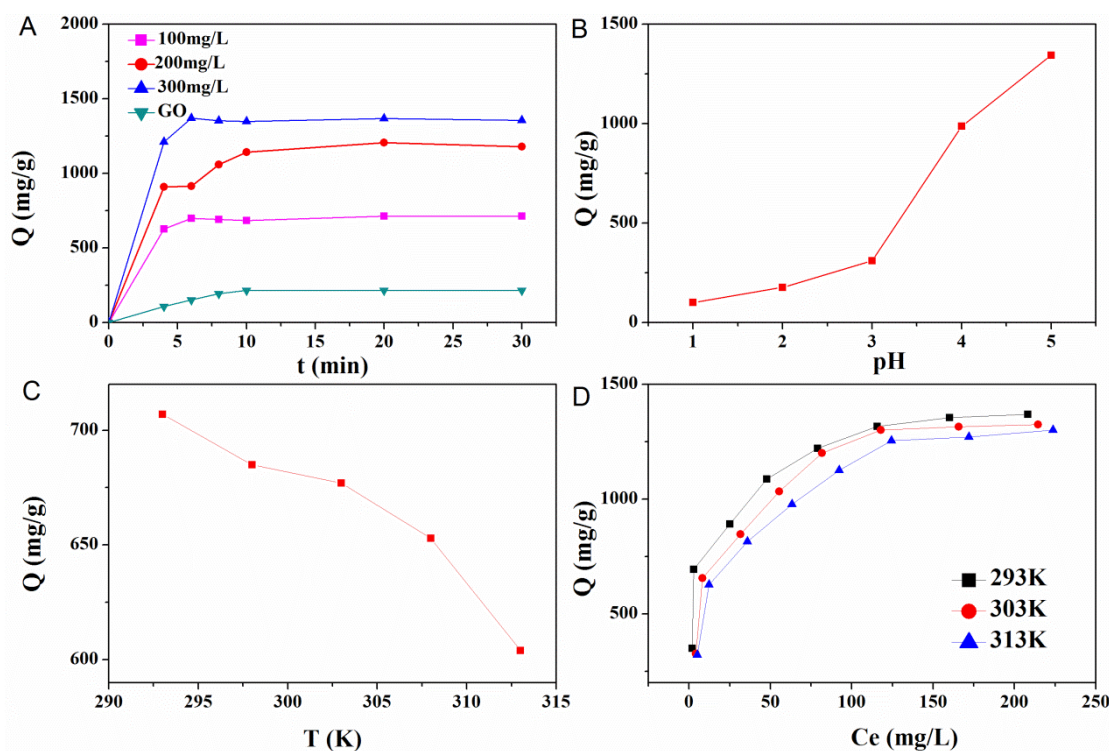 A
2000
1500
1000
500
0
Q (mg/g)
100mg/L
200mg/L
300mg/L
GO
0 5 10 15 20 25 30
t (min)
B
1500
1000
500
0
Q (mg/g)
1 2 3 4 5
pH
C
700
650
600
Q (mg/g)
290 295 300 305 310 315
T (K)
D
1500
1000
500
Q (mg/g)
293K
303K
313K
0 50 100 150 200 250
Ce (mg/L)